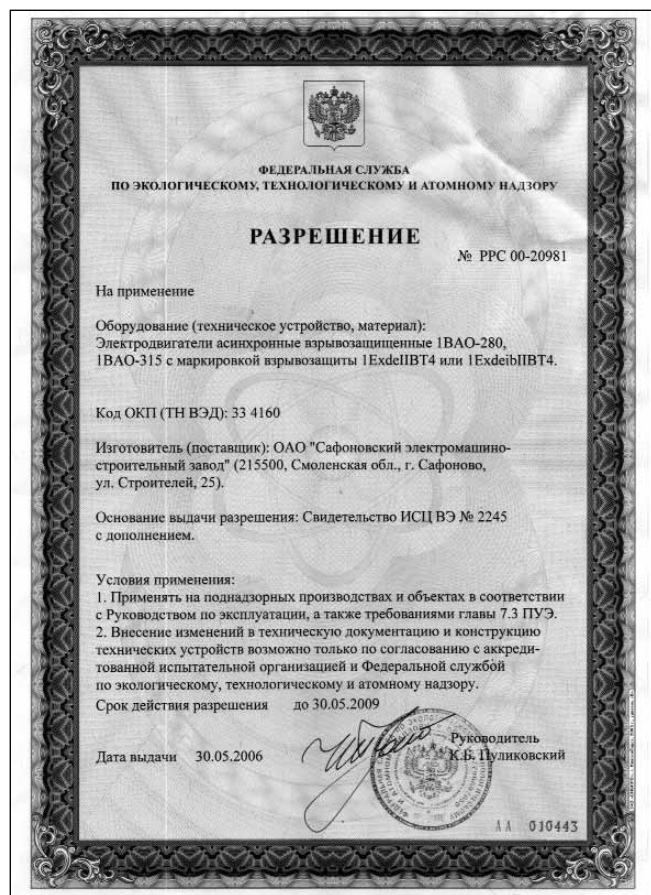 ФЕДЕРАЛЬНАЯ СЛУЖБА
ПО ЭКОЛОГИЧЕСКОМУ, ТЕХНОЛОГИЧЕСКОМУ И АТОМНОМУ НАДЗОРУ
РАЗРЕШЕНИЕ
№ РРС 00-20981
На применение
Оборудование (техническое устройство, материал):
Электродвигатели асинхронные взрывозащищенные 1ВАО-280,
1ВАО-315 с маркировкой взрывозащиты 1ExdeIIBT4 или 1ExdeibIIBT4.
Код ОКП (ТН ВЭД): 33 4160
Изготовитель (поставщик): ОАО "Сафоновский электромашино-
строительный завод" (215500, Смоленская обл., г. Сафоново,
ул. Строителей, 25).
Основание выдачи разрешения: Свидетельство ИСЦ ВЭ № 2245
с дополнением.
Условия применения:
1. Применять на поднадзорных производствах и объектах в соответствии
с Руководством по эксплуатации, а также требованиями главы 7.3 ПУЭ.
2. Внесение изменений в техническую документацию и конструкцию
технических устройств возможно только по согласованию с аккреди-
тованной испытательной организацией и Федеральной службой
по экологическому, технологическому и атомному надзору.
Срок действия разрешения до 30.05.2009
Руководитель
Дата выдачи 30.05.2006 К.Б. Пуликовский
АА 010443